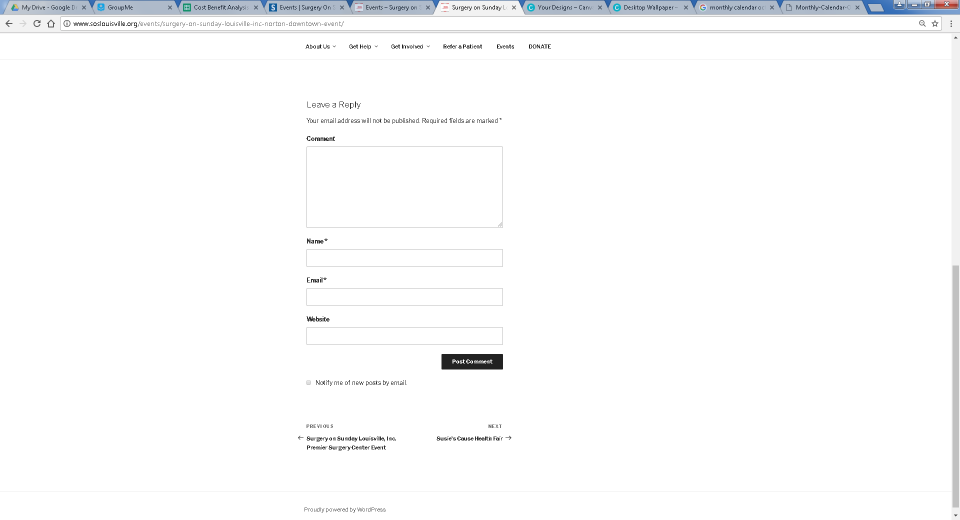 My Drive - Google D
GroupMe
Cost Benefit Analysis
Events | Surgery On
Events – Surgery on S
Surgery on Sunday L
Your Designs – Canv
Desktop Wallpaper -
monthly calendar
Monthly-Calendar-
www.soslouisville.org/events/surgery-on-sunday-louisville-inc-norton-downtown-event/
About Us Get Help Get Involved Refer a Patient Events DONATE
Leave a Reply
Your email address will not be published. Required fields are marked *
Comment
Name *
Email *
Website
Post Comment
Notify me of new posts by email.
PREVIOUS NEXT
← Surgery on Sunday Louisville, Inc. Susie's Cause Health Fair →
Premier Surgery Center Event
Proudly powered by WordPress